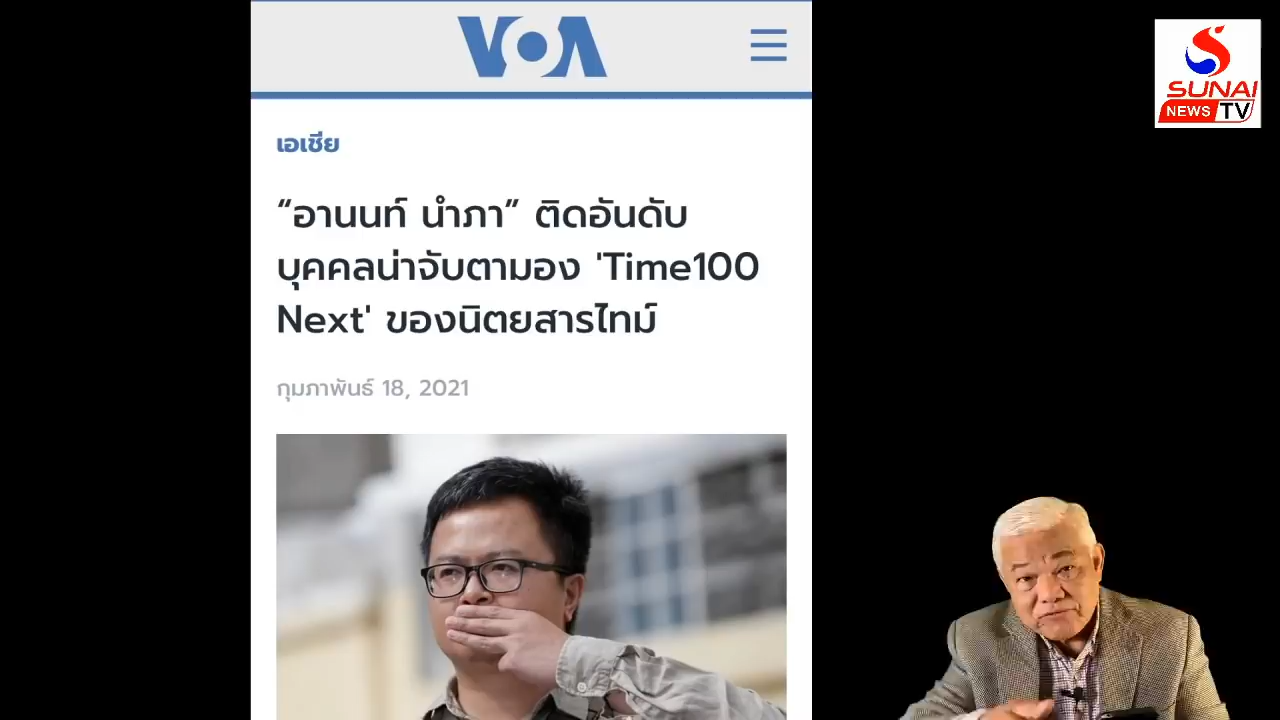 VOA
SUNAI
NEWS TV
เอเชีย
“อานนท์ นำภา” ติดอันดับ
บุคคลน่าจับตามอง 'Time100
Next' ของนิตยสารไทม์
กุมภาพันธ์ 18, 2021